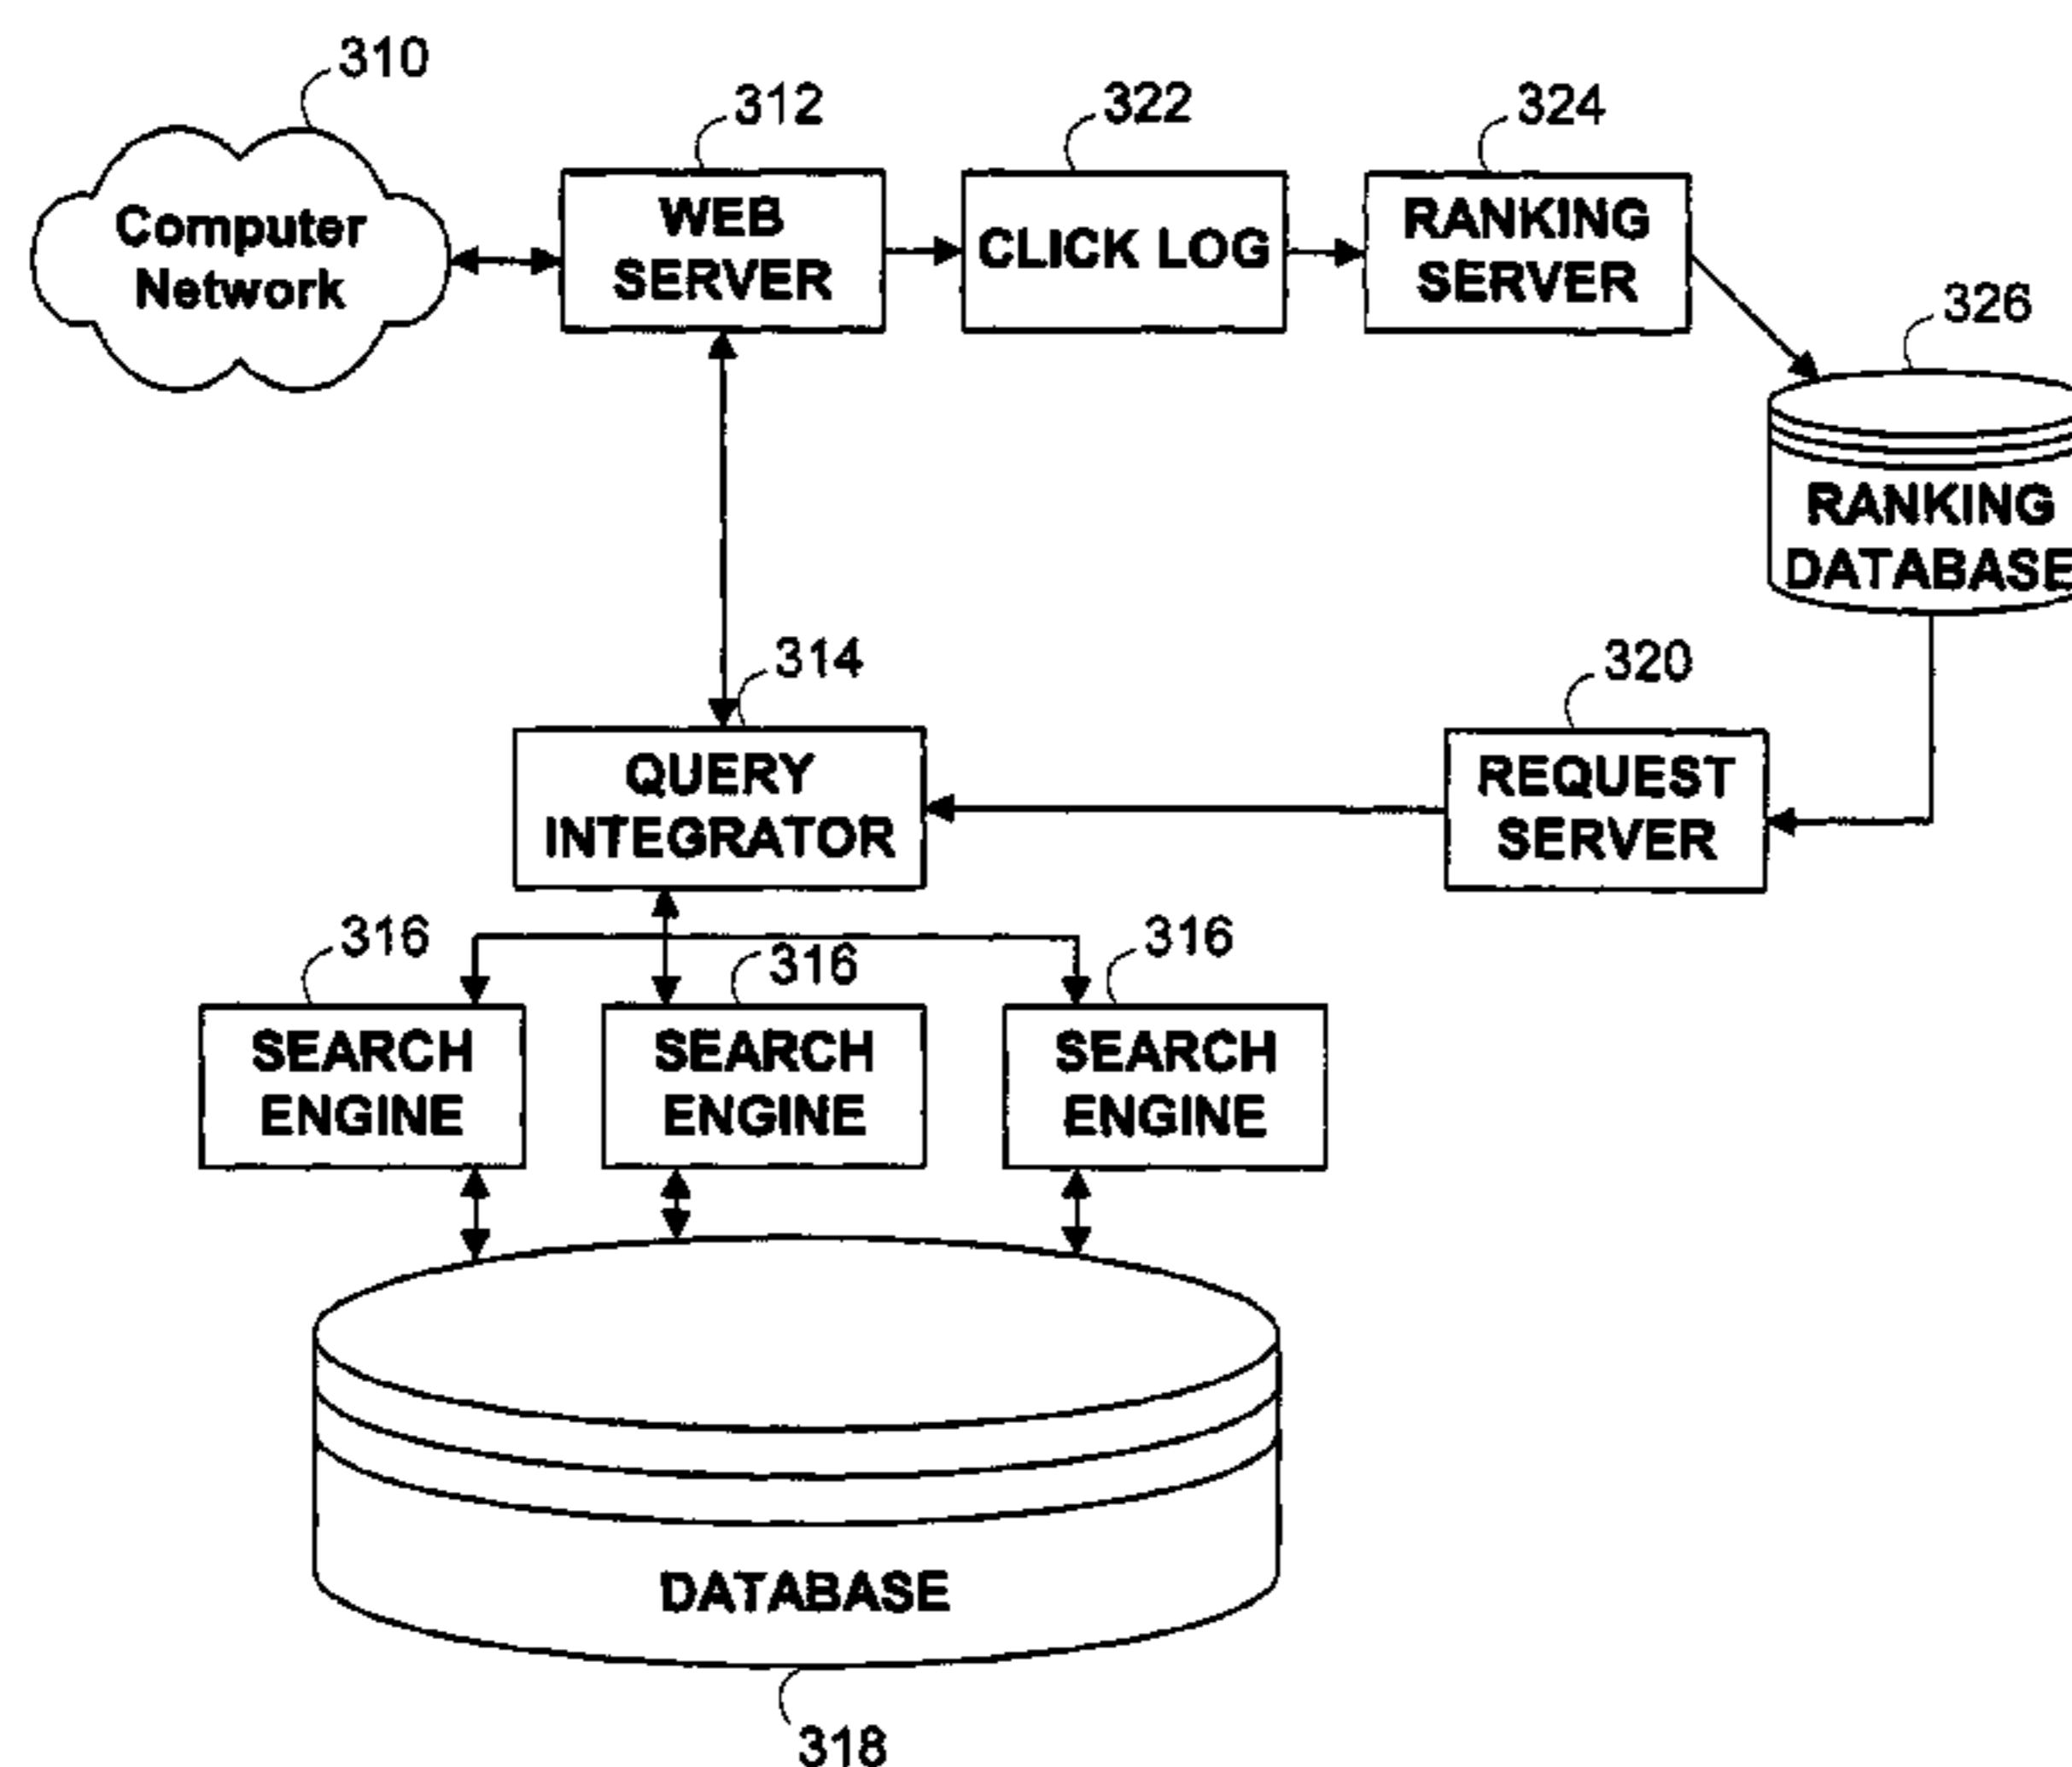 310
312
322
324
Computer
Network
WEB
SERVER
CLICK LOG
RANKING
SERVER
326
RANKING
DATABASE
314
320
QUERY
INTEGRATOR
REQUEST
SERVER
316
316
316
SEARCH
ENGINE
SEARCH
ENGINE
SEARCH
ENGINE
DATABASE
318